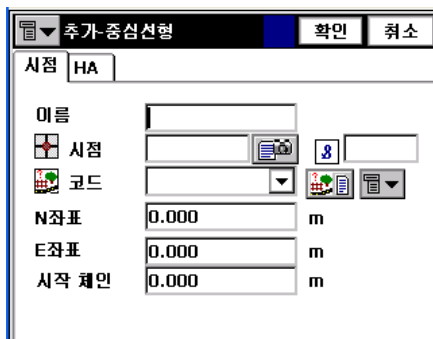 추가-중심선형 확인 취소
시점 HA
이름
시점
코드
N좌표 0.000 m
E좌표 0.000 m
시작 체인 0.000 m